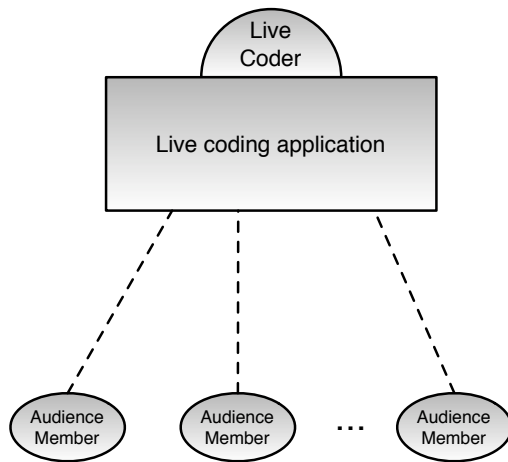 Live
Coder
Live coding application
Audience
Member
Audience
Member
...
Audience
Member